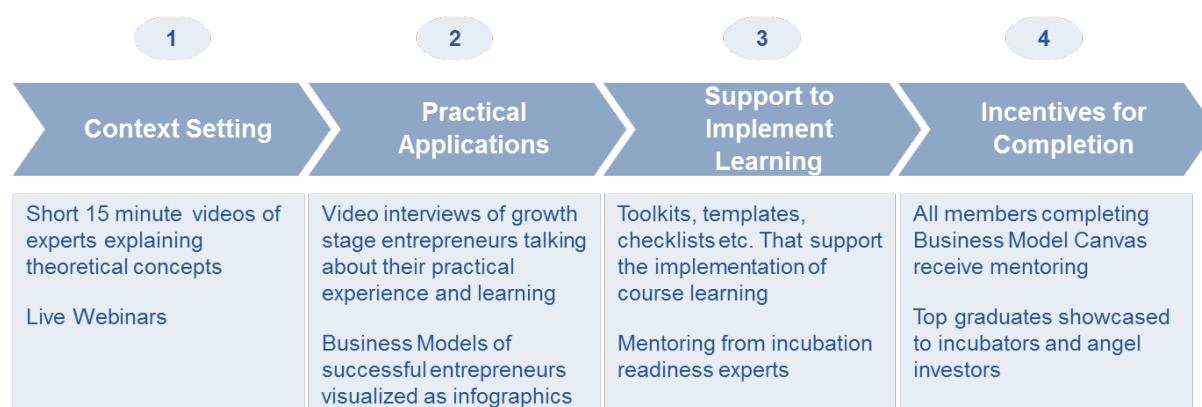 1
2
3
4
Context Setting
Practical
Applications
Support to
Implement
Learning
Incentives for
Completion
Short 15 minute videos of
experts explaining
theoretical concepts
Live Webinars
Video interviews of growth
stage entrepreneurs talking
about their practical
experience and learning
Business Models of
successful entrepreneurs
visualized as infographics
Toolkits, templates,
checklists etc. That support
the implementation of
course learning
Mentoring from incubation
readiness experts
All members completing
Business Model Canvas
receive mentoring
Top graduates showcased
to incubators and angel
investors